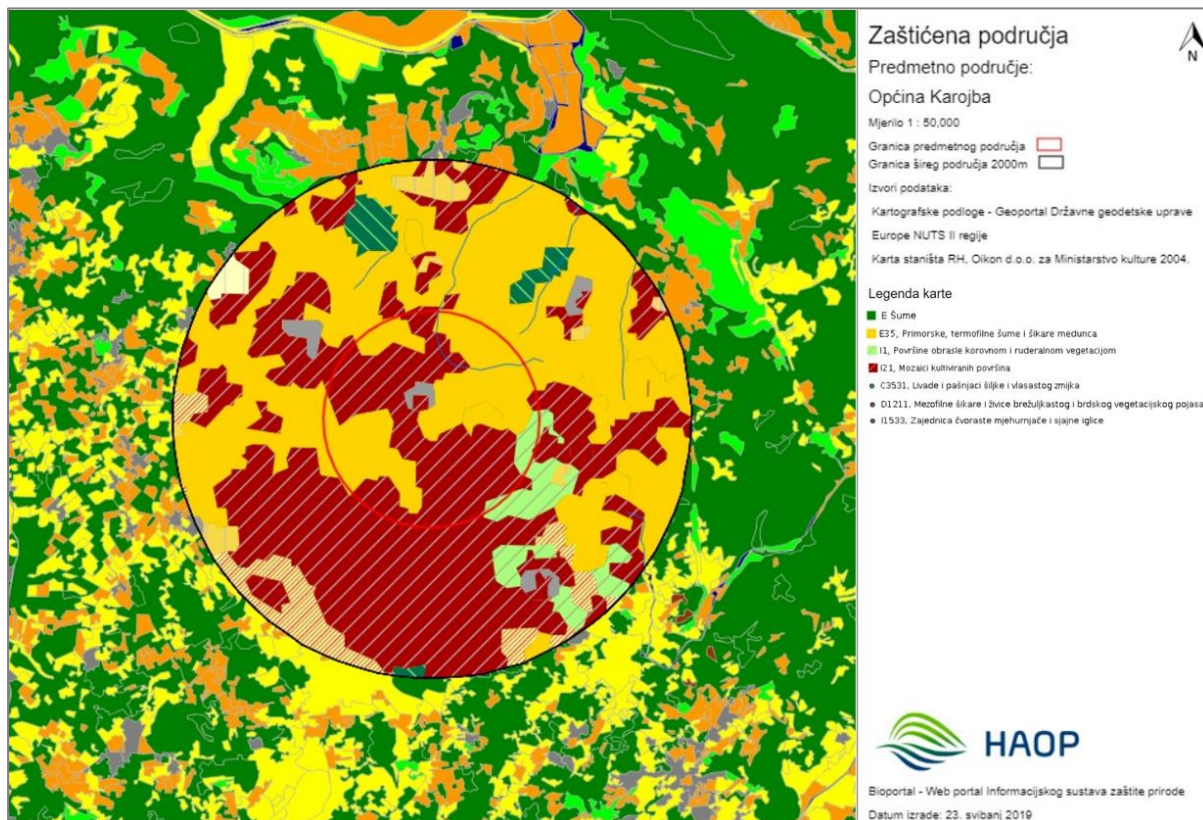 Zaštićena područja
N
Predmetno područje:
Općina Karojba
Mjerilo 1 : 50,000
Granica predmetnog područja
Granica šireg područja 2000m
Izvori podataka:
Kartografske podloge - Geoportal Državne geodetske uprave
Europe NUTS II regije
Karta staništa RH, Oikon d.o.o. za Ministarstvo kulture 2004.
Legenda karte
E Šume
E35, Primorske, termofilne šume i šikare medunca
I1, Površine obrasle korovnom i ruderalnom vegetacijom
I21, Mozaici kultiviranih površina
C3531, Livade i pašnjaci šiljke i vlasastog zmijka
D1211, Mezofilne šikare i živice brežuljkastog i brdskog vegetacijskog pojasa
I1533, Zajednica čvoraste mjehurnjače i sjajne iglice
HAOP
Bioportal - Web portal Informacijskog sustava zaštite prirode
Datum izrade: 23. svibanj 2019